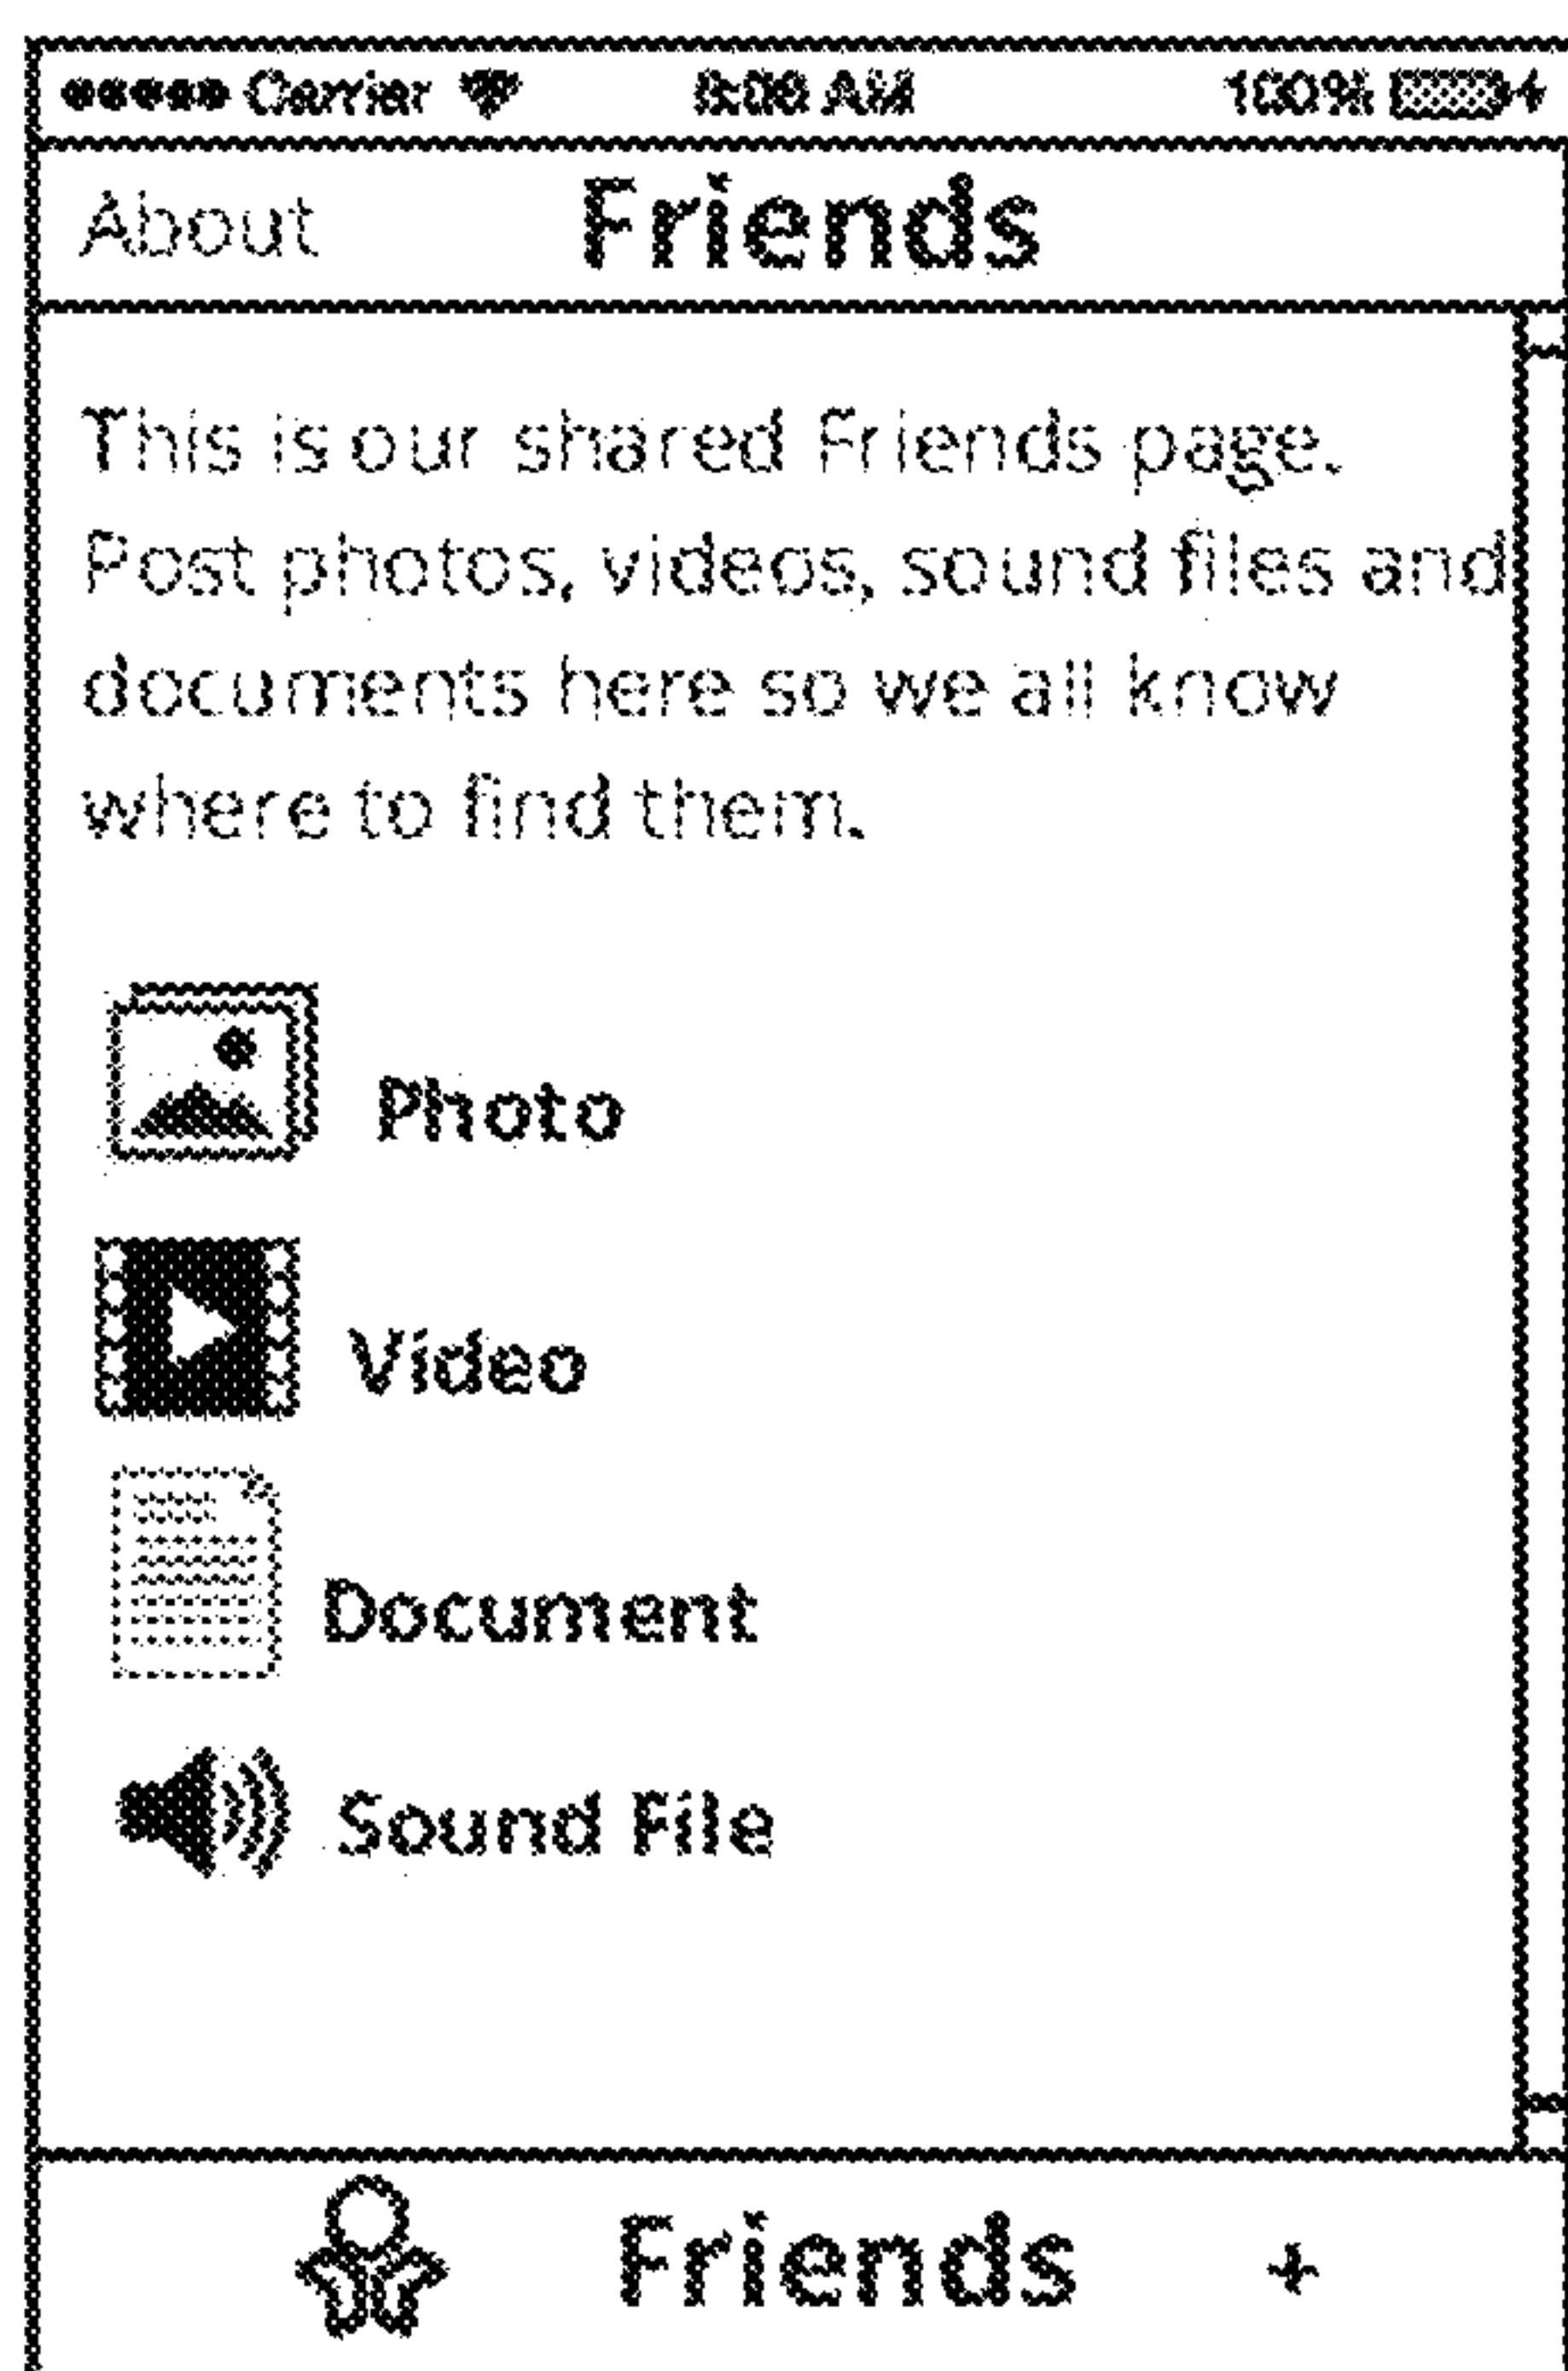 Carrier 8:08 AM 100%
About Friends
This is our shared Friends page.
Post photos, videos, sound files and
documents here so we all know
where to find them.
Photo
Video
Document
Sound File
Friends +